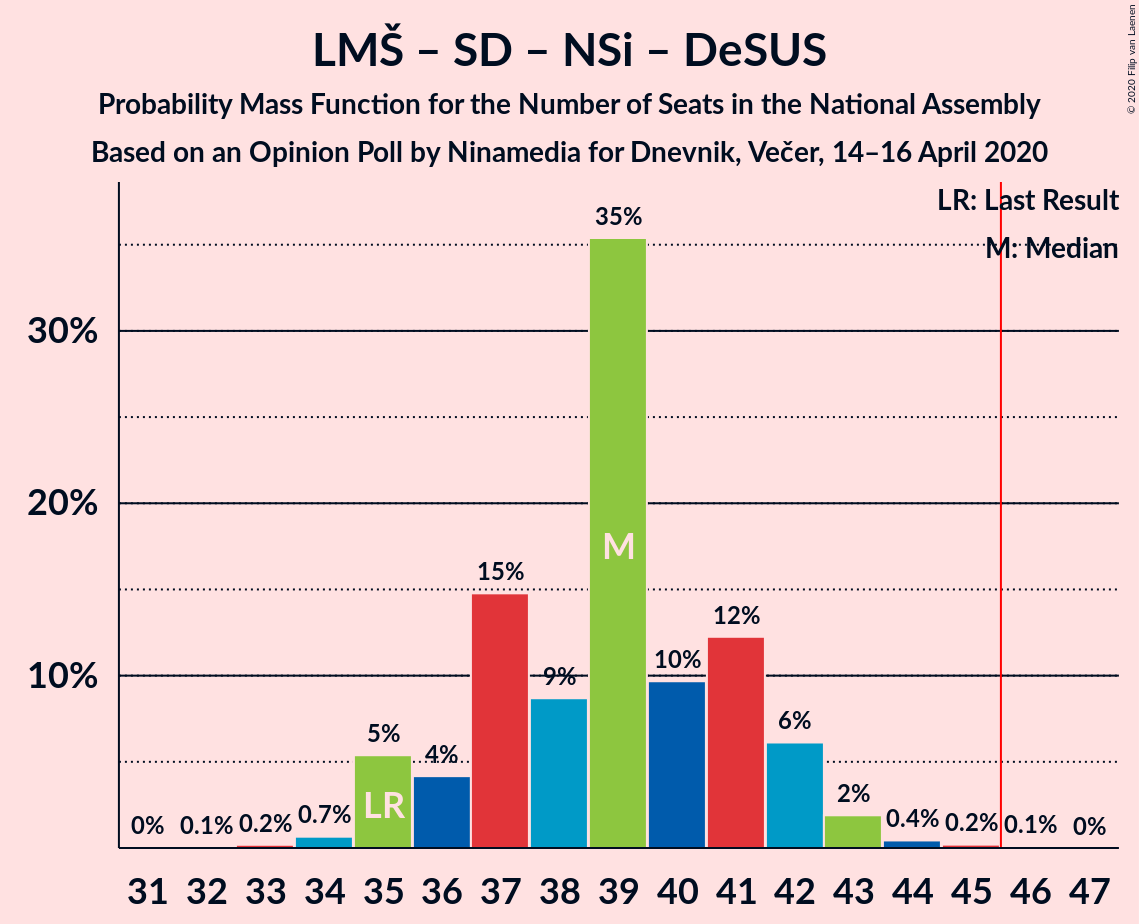 LMŠ – SD – NSi – DeSUS
Probability Mass Function for the Number of Seats in the National Assembly
Based on an Opinion Poll by Ninamedia for Dnevnik, Večer, 14–16 April 2020
© 2020 Filip van Laenen
LR: Last Result
M: Median
30%
20%
10%
0% 0.1% 0.2% 0.7% 5% 4% 15% 9% 35% 10% 12% 6% 2% 0.4% 0.2% 0.1% 0%
LR
M
31 32 33 34 35 36 37 38 39 40 41 42 43 44 45 46 47